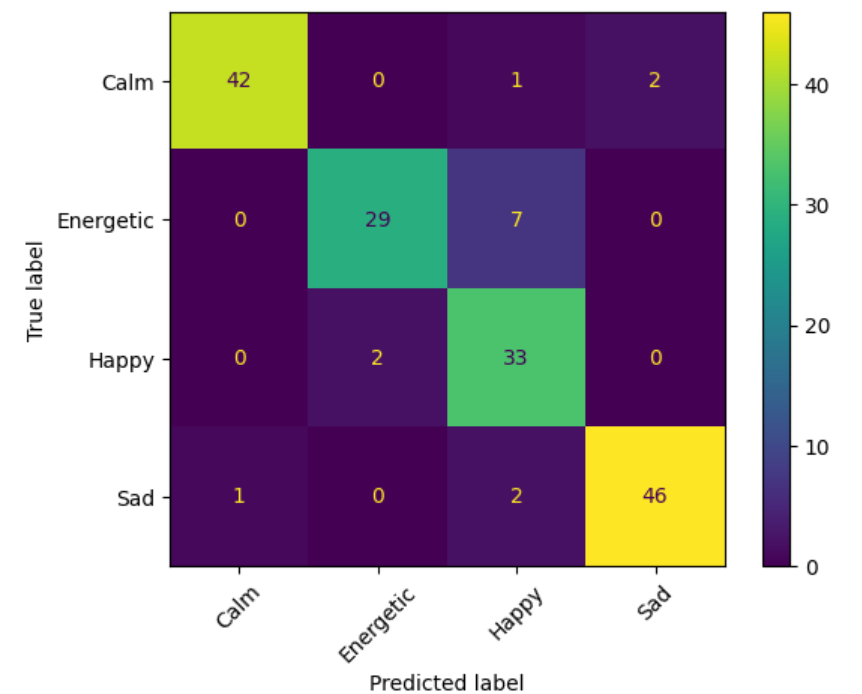 Calm 42 0 1 2
Energetic 0 29 7 0
Happy 0 2 33 0
Sad 1 0 2 46
True label
Calm Energetic Happy Sad
Predicted label
40
30
20
10
0